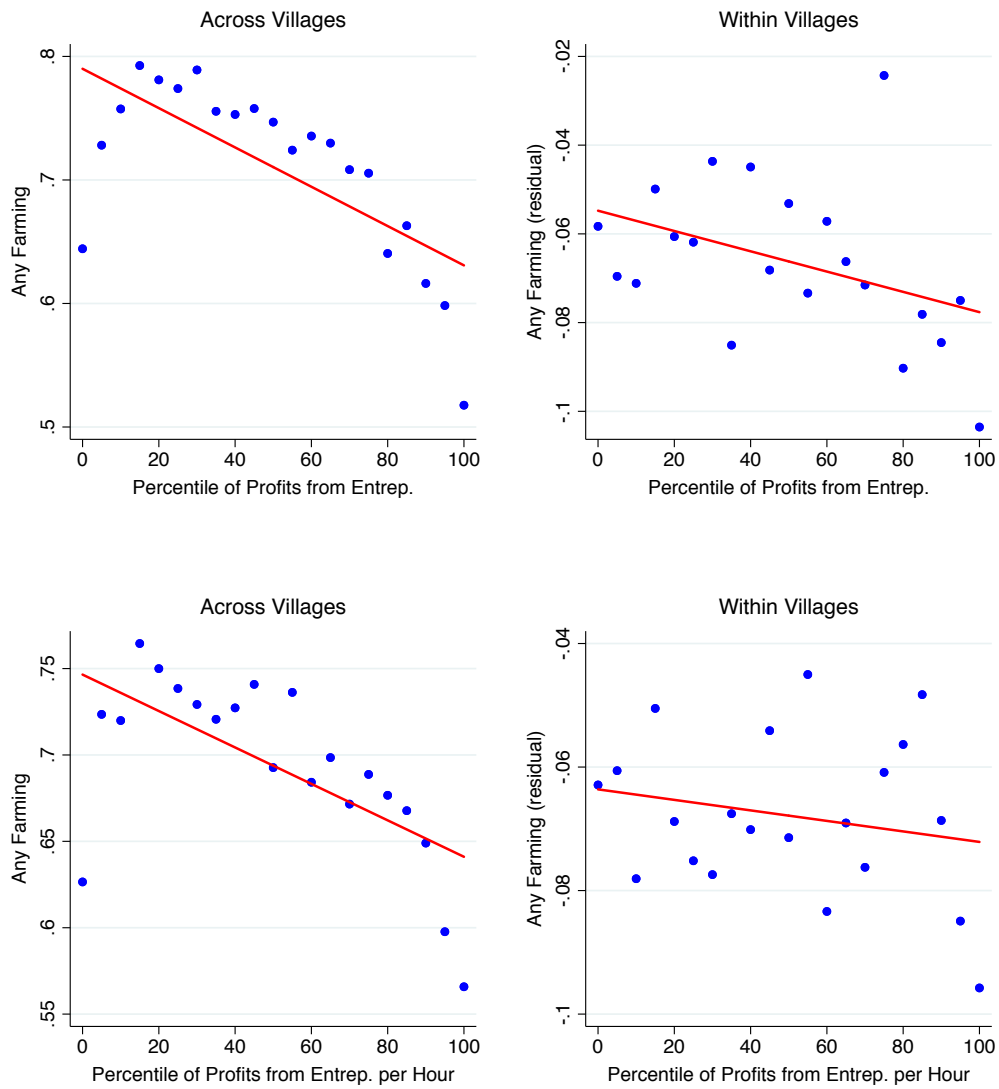 Across Villages
Any Farming
.8
.7
.6
.5
0 20 40 60 80 100
Percentile of Profits from Entrep.
Within Villages
Any Farming (residual)
-.02
-.04
-.06
-.08
-.1
0 20 40 60 80 100
Percentile of Profits from Entrep.
Across Villages
Any Farming
.75
.7
.65
.6
.55
0 20 40 60 80 100
Percentile of Profits from Entrep. per Hour
Within Villages
Any Farming (residual)
-.04
-.06
-.08
-.1
0 20 40 60 80 100
Percentile of Profits from Entrep. per Hour